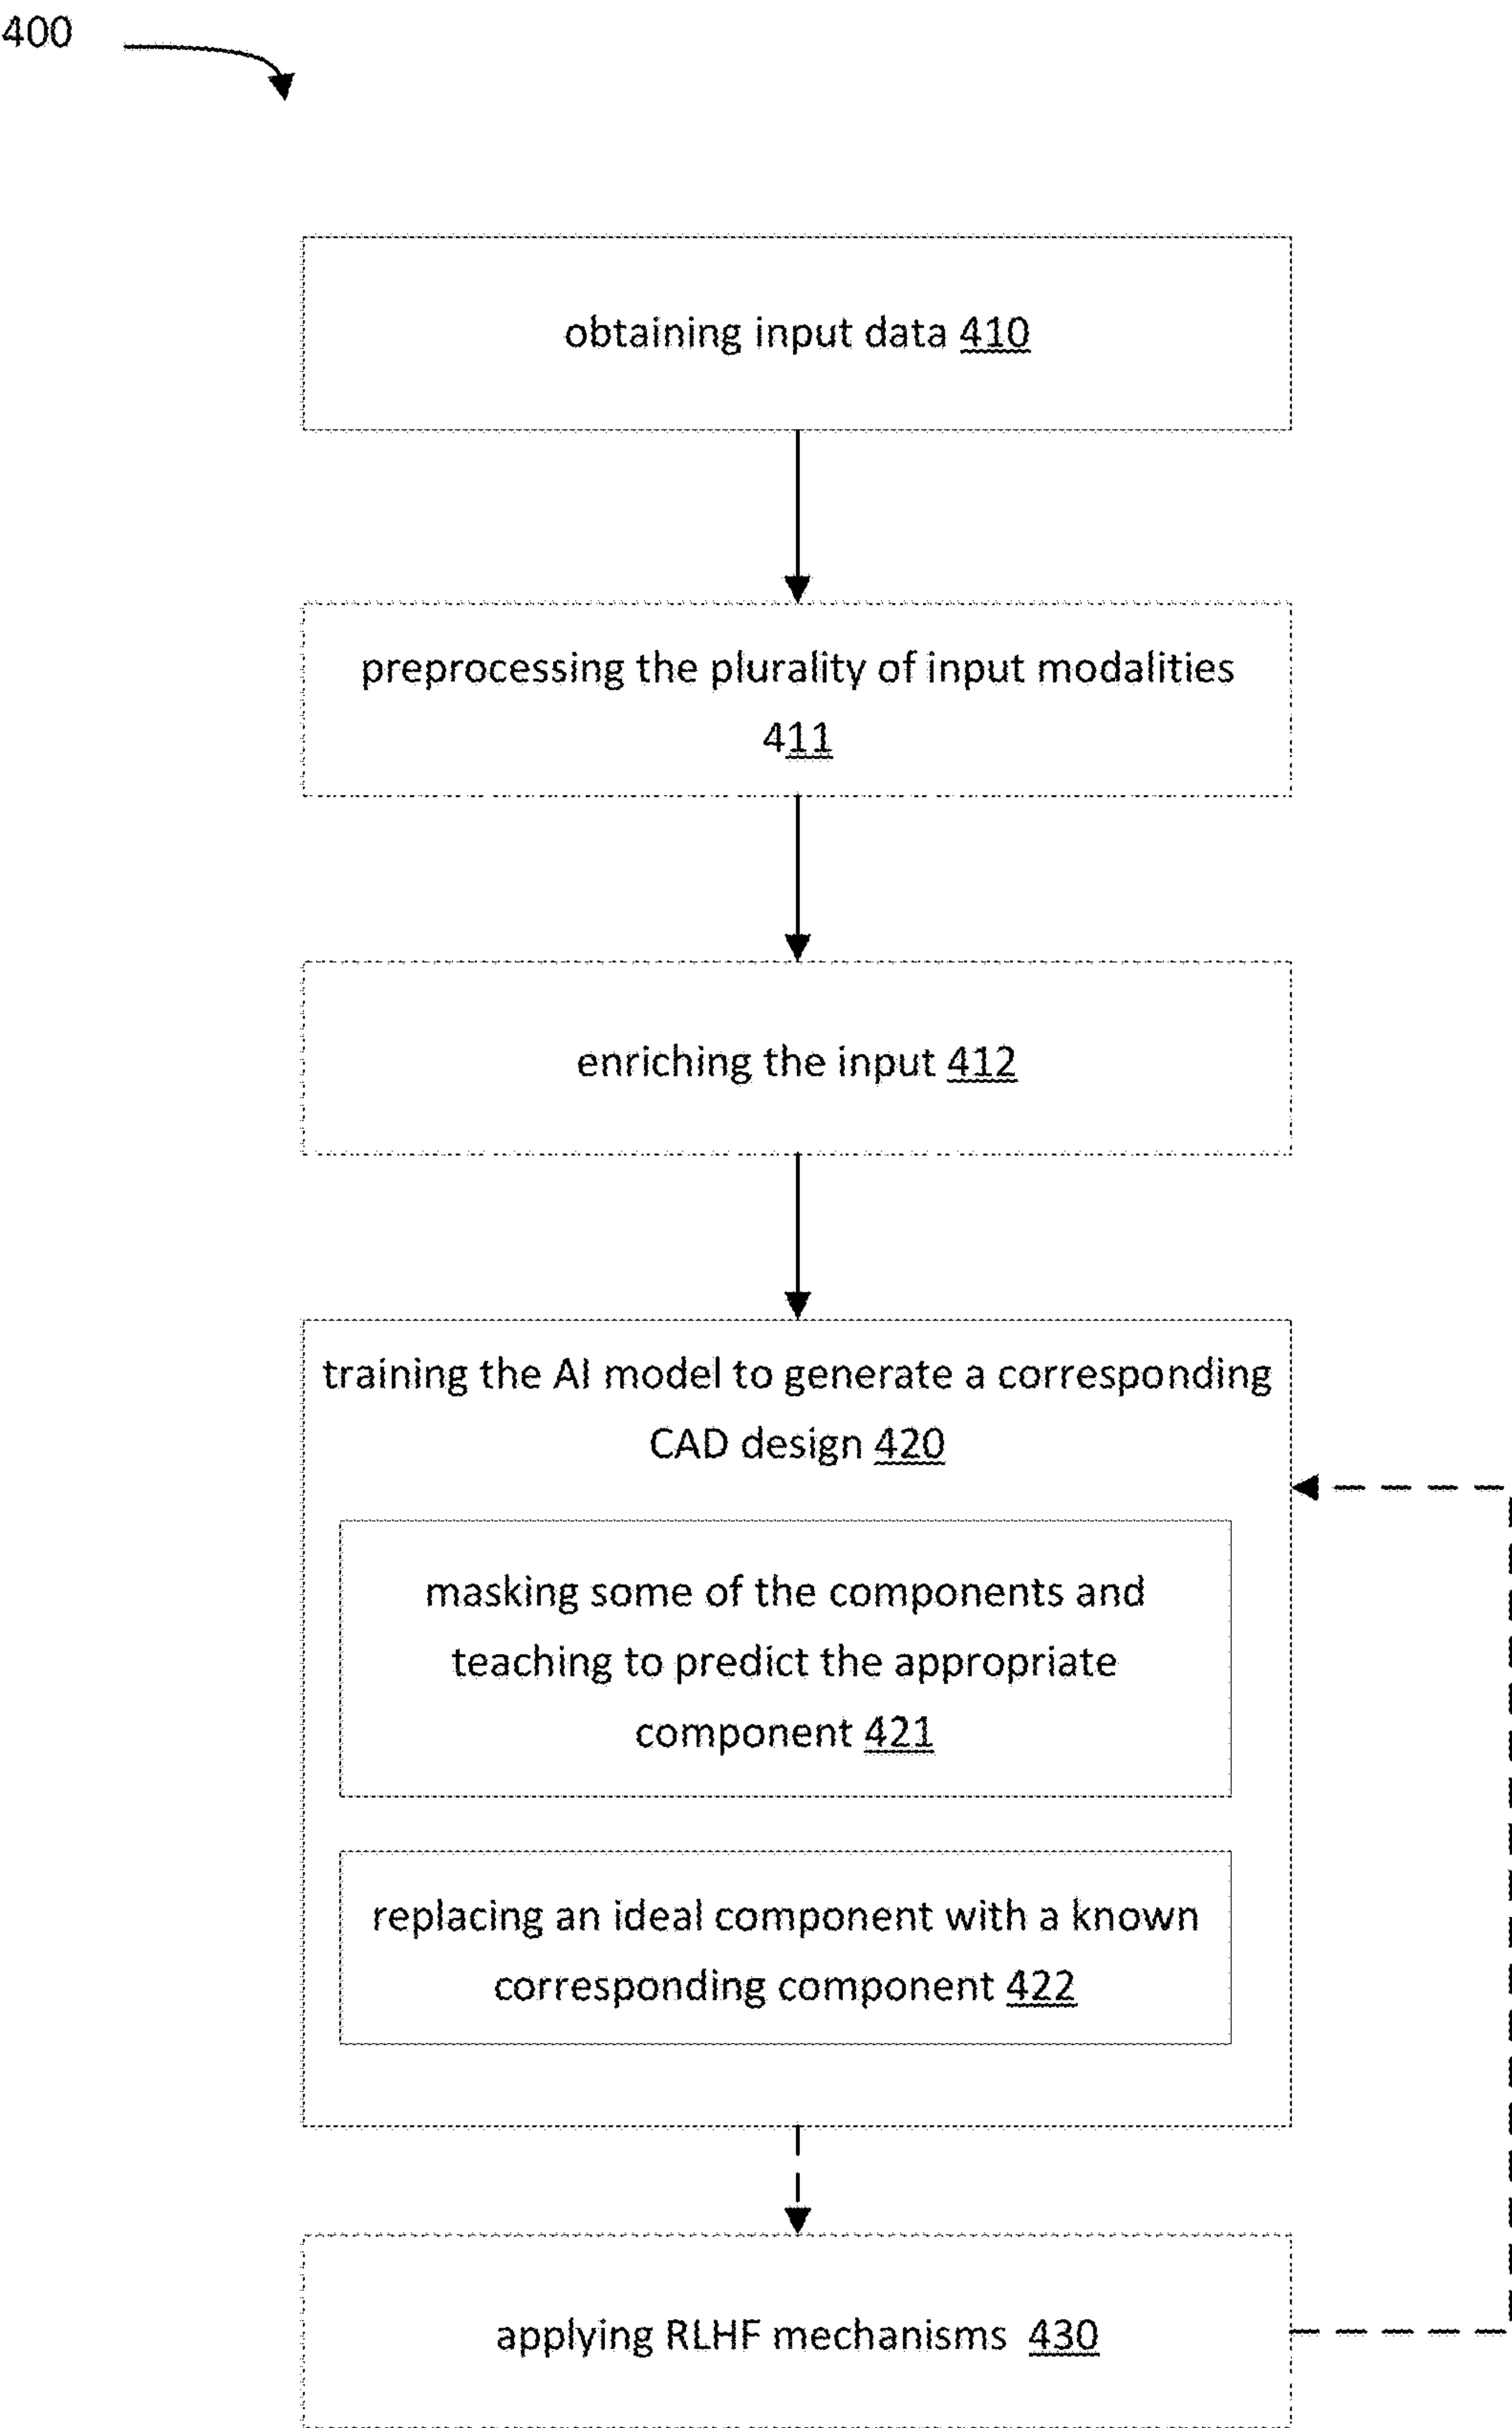 400
obtaining input data 410
preprocessing the plurality of input modalities
411
enriching the input 412
training the AI model to generate a corresponding
CAD design 420
masking some of the components and
teaching to predict the appropriate
component 421
replacing an ideal component with a known
corresponding component 422
applying RLHF mechanisms 430